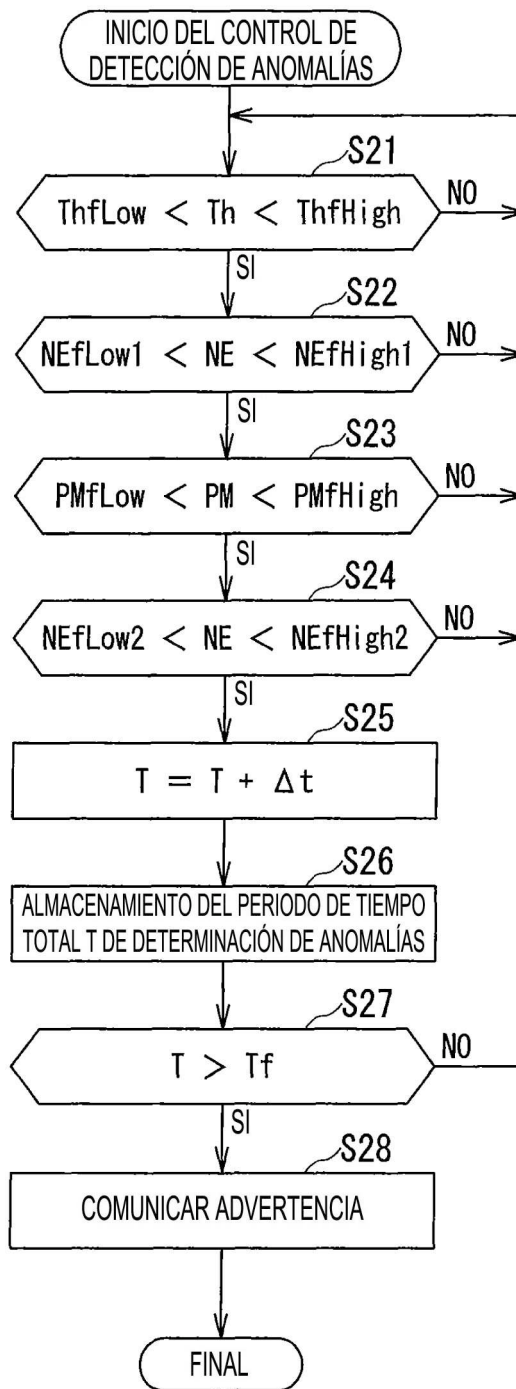 INICIO DEL CONTROL DE
DETECCIÓN DE ANOMALÍAS
S21
ThfLow < Th < ThfHigh
NO
SI
S22
NEfLow1 < NE < NEfHigh1
NO
SI
S23
PMfLow < PM < PMfHigh
NO
SI
S24
NEfLow2 < NE < NEfHigh2
NO
SI
S25
T = T + Δt
S26
ALMACENAMIENTO DEL PERIODO DE TIEMPO
TOTAL T DE DETERMINACIÓN DE ANOMALÍAS
S27
T > Tf
NO
SI
S28
COMUNICAR ADVERTENCIA
FINAL